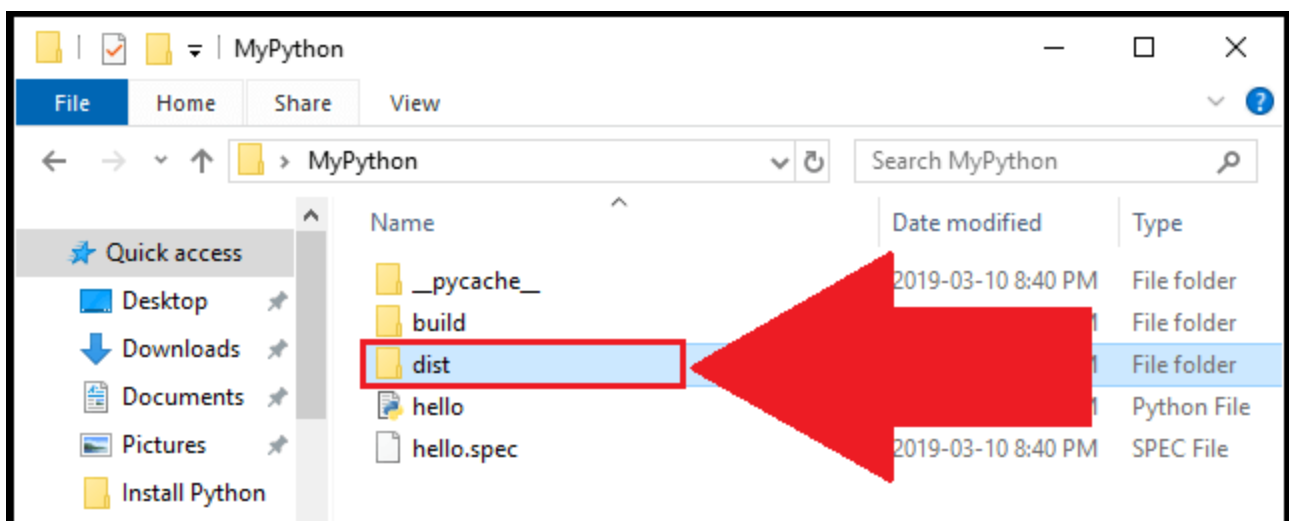 MyPython
File Home Share View
MyPython
Search MyPython
Name Date modified Type
Quick access
__pycache__ 2019-03-10 8:40 PM File folder
Desktop
build File folder
Downloads
dist File folder
Documents
hello Python File
Pictures
hello.spec 2019-03-10 8:40 PM SPEC File
Install Python